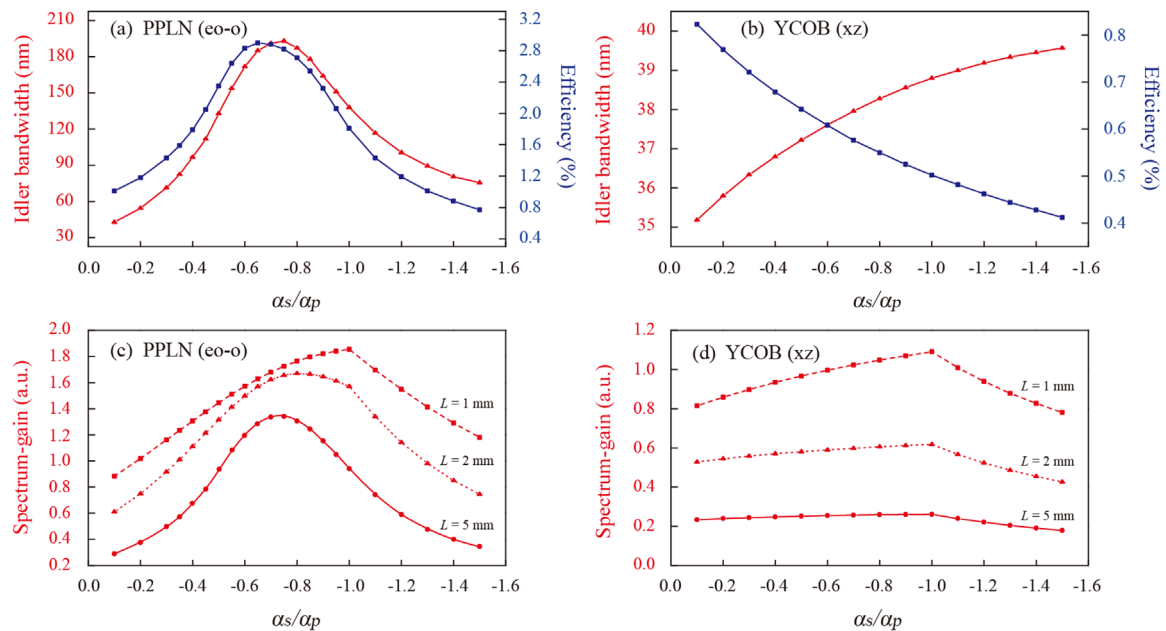 (a) PPLN (eo-o)
Idler bandwidth (nm)
210
180
150
120
90
60
30
3.2
2.8
2.4
2.0
1.6
1.2
0.8
0.4
Efficiency (%)
0.0 -0.2 -0.4 -0.6 -0.8 -1.0 -1.2 -1.4 -1.6
αs/αp
(b) YCOB (xz)
Idler bandwidth (nm)
40
39
38
37
36
35
0.8
0.7
0.6
0.5
0.4
Efficiency (%)
0.0 -0.2 -0.4 -0.6 -0.8 -1.0 -1.2 -1.4 -1.6
αs/αp
(c) PPLN (eo-o)
Spectrum-gain (a.u.)
2.0
1.8
1.6
1.4
1.2
1.0
0.8
0.6
0.4
0.2
L = 1 mm
L = 2 mm
L = 5 mm
0.0 -0.2 -0.4 -0.6 -0.8 -1.0 -1.2 -1.4 -1.6
αs/αp
(d) YCOB (xz)
Spectrum-gain (a.u.)
1.2
1.0
0.8
0.6
0.4
0.2
0.0
L = 1 mm
L = 2 mm
L = 5 mm
0.0 -0.2 -0.4 -0.6 -0.8 -1.0 -1.2 -1.4 -1.6
αs/αp